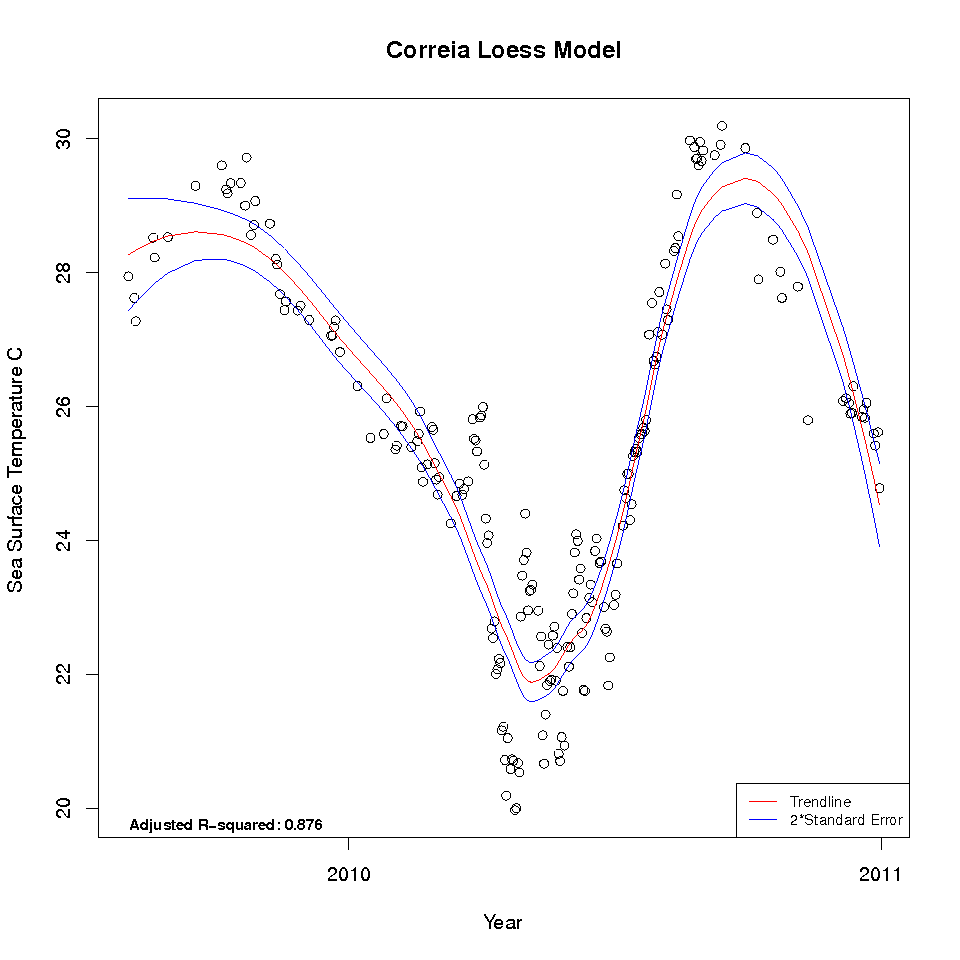 Correia Loess Model
30
28
26
24
22
20
Sea Surface Temperature C
Adjusted R-squared: 0.876
Trendline
2*Standard Error
2010
2011
Year